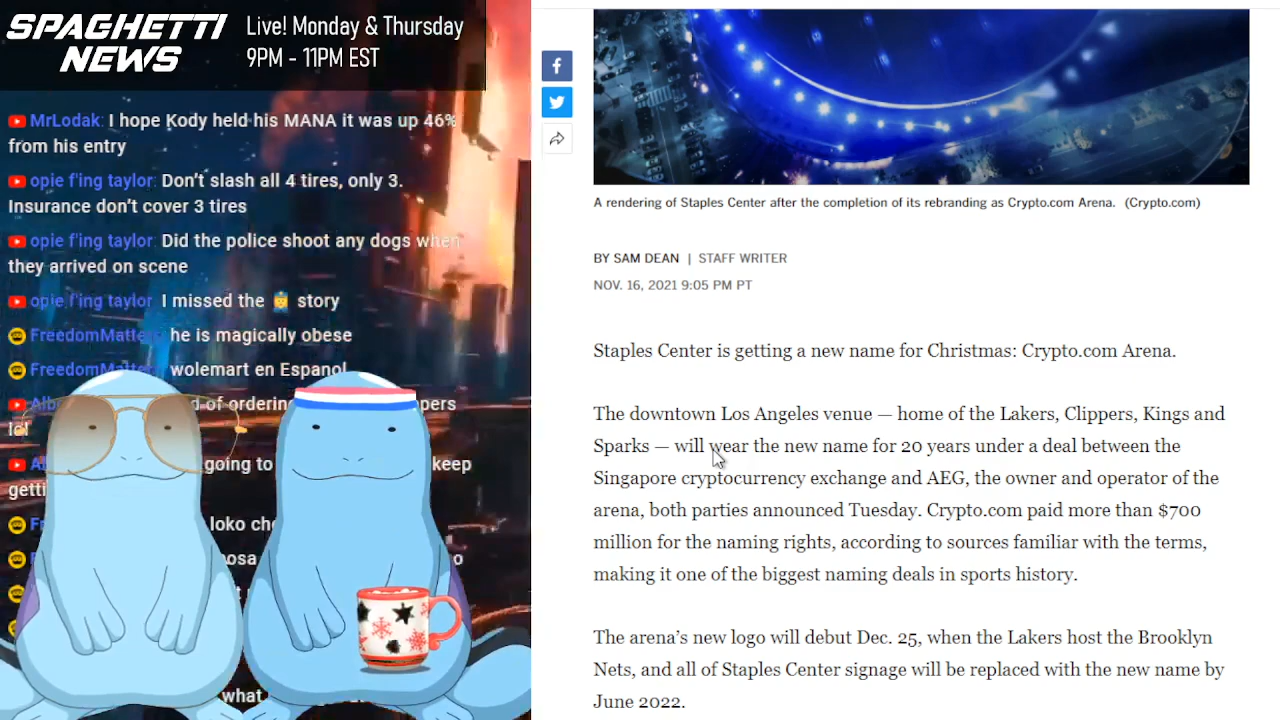 SPAGHETTI
NEWS
Live! Monday & Thursday
9PM - 11PM EST
MrLodak: I hope Kody held his MANA it was up 46%
from his entry
opie f'ing taylor: Don't slash all 4 tires, only 3.
Insurance don't cover 3 tires
opie f'ing taylor: Did the police shoot any dogs when
they arrived on scene
opie f'ing taylor: I missed the 👮 story
FreedomMatters: he is magically obese
FreedomMatters: wolemart en Espanol
of ordering
going to keep
loko
what
f
A rendering of Staples Center after the completion of its rebranding as Crypto.com Arena. (Crypto.com)
BY SAM DEAN | STAFF WRITER
NOV. 16, 2021 9:05 PM PT
Staples Center is getting a new name for Christmas: Crypto.com Arena.
The downtown Los Angeles venue — home of the Lakers, Clippers, Kings and
Sparks — will wear the new name for 20 years under a deal between the
Singapore cryptocurrency exchange and AEG, the owner and operator of the
arena, both parties announced Tuesday. Crypto.com paid more than $700
million for the naming rights, according to sources familiar with the terms,
making it one of the biggest naming deals in sports history.
The arena's new logo will debut Dec. 25, when the Lakers host the Brooklyn
Nets, and all of Staples Center signage will be replaced with the new name by
June 2022.